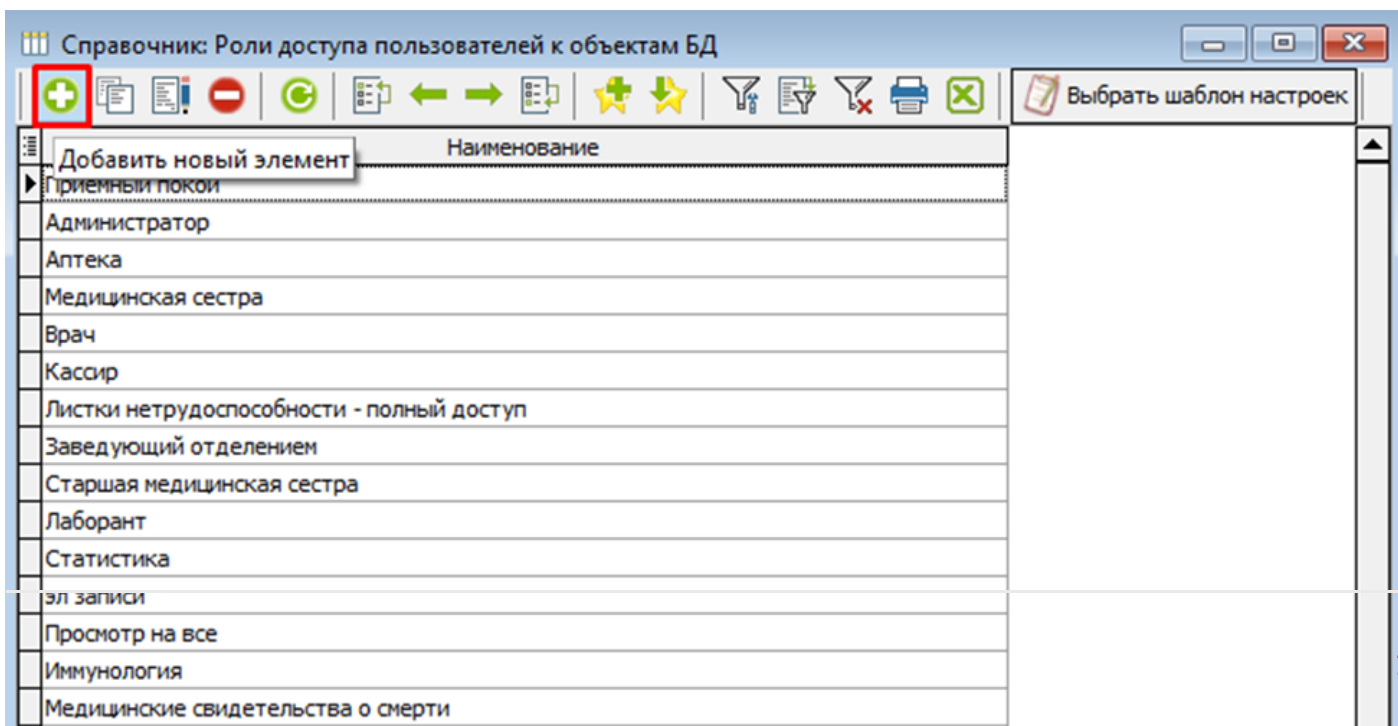 Справочник: Роли доступа пользователей к объектам БД
Выбрать шаблон настроек
Наименование
Добавить новый элемент
Приемный покой
Администратор
Аптека
Медицинская сестра
Врач
Кассир
Листки нетрудоспособности - полный доступ
Заведующий отделением
Старшая медицинская сестра
Лаборант
Статистика
эл записи
Просмотр на все
Иммунология
Медицинские свидетельства о смерти